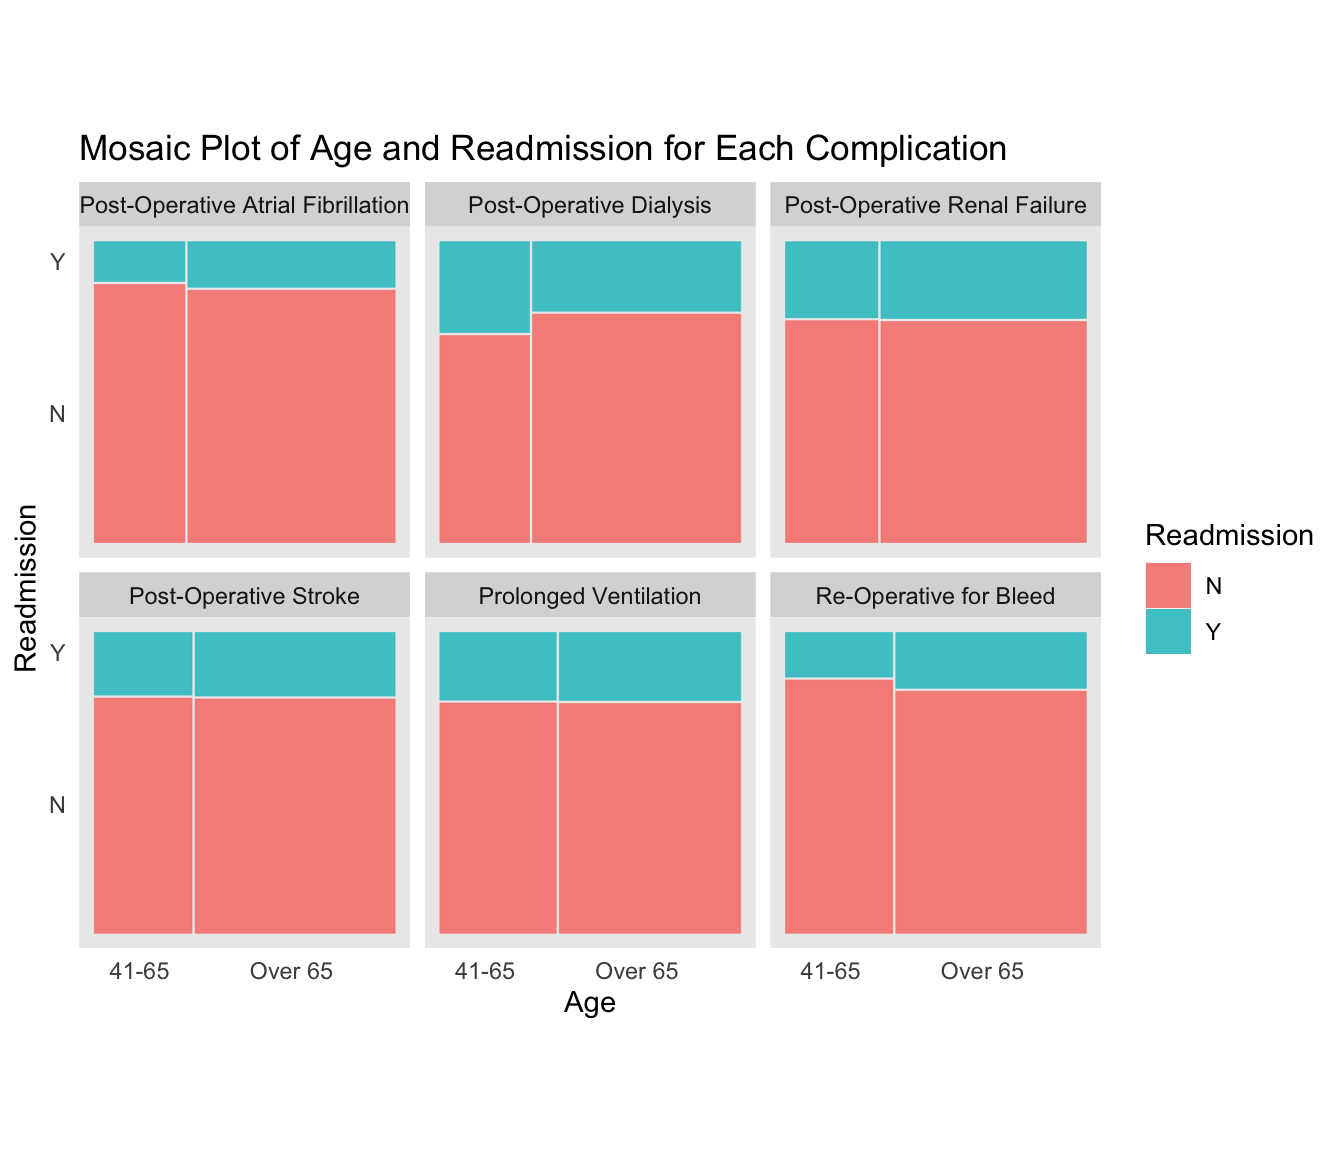 Mosaic Plot of Age and Readmission for Each Complication
Post-Operative Atrial Fibrillation
Post-Operative Dialysis
Post-Operative Renal Failure
Y
N
Post-Operative Stroke
Prolonged Ventilation
Re-Operative for Bleed
Y
N
Readmission
41-65
Over 65
41-65
Over 65
41-65
Over 65
Age
Readmission
N
Y